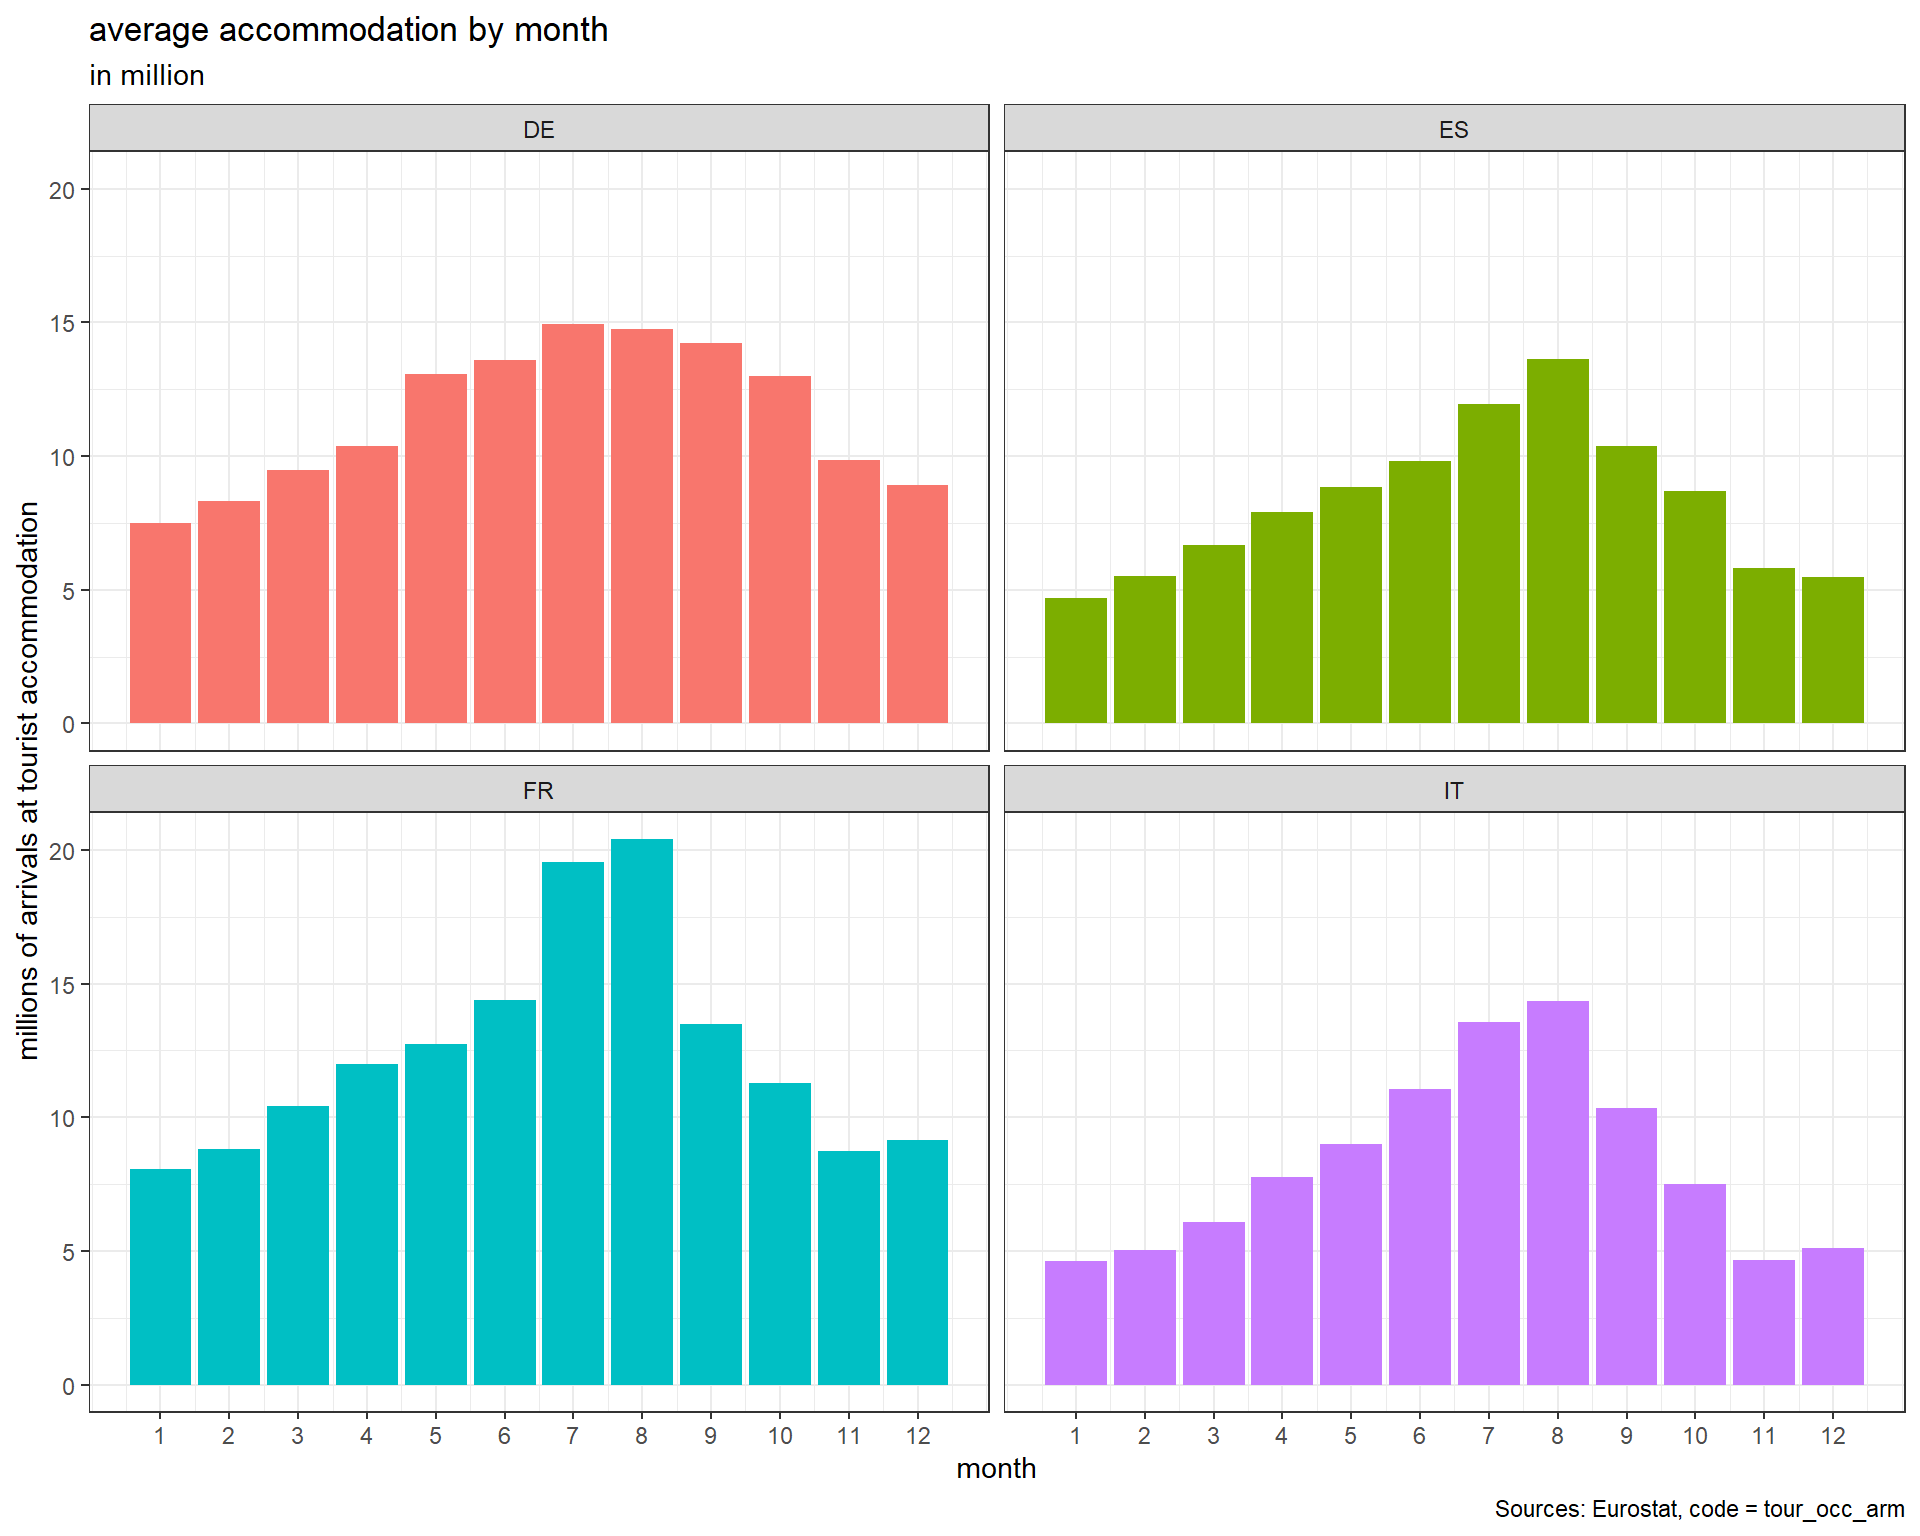 average accommodation by month
in million
DE
ES
20
15
10
5
0
FR
IT
20
15
10
5
0
millions of arrivals at tourist accommodation
1 2 3 4 5 6 7 8 9 10 11 12
1 2 3 4 5 6 7 8 9 10 11 12
month
Sources: Eurostat, code = tour_occ_arm